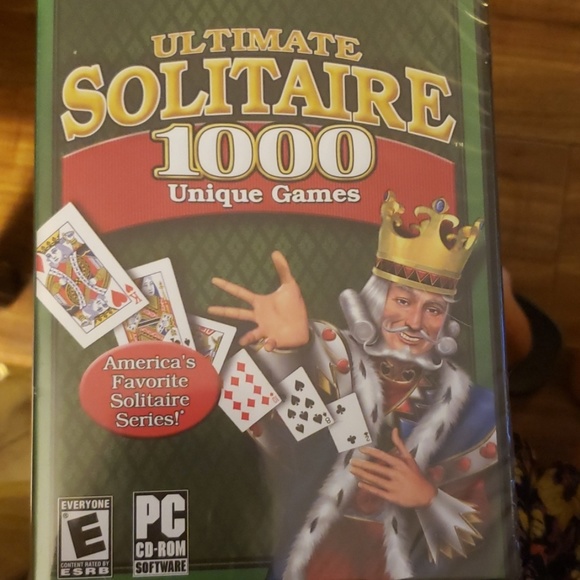 ULTIMATE
SOLITAIRE
1000
Unique Games
America's
Favorite
Solitaire
Series!*
EVERYONE
E
CONTENT RATED BY
ESRB
PC
CD-ROM
SOFTWARE